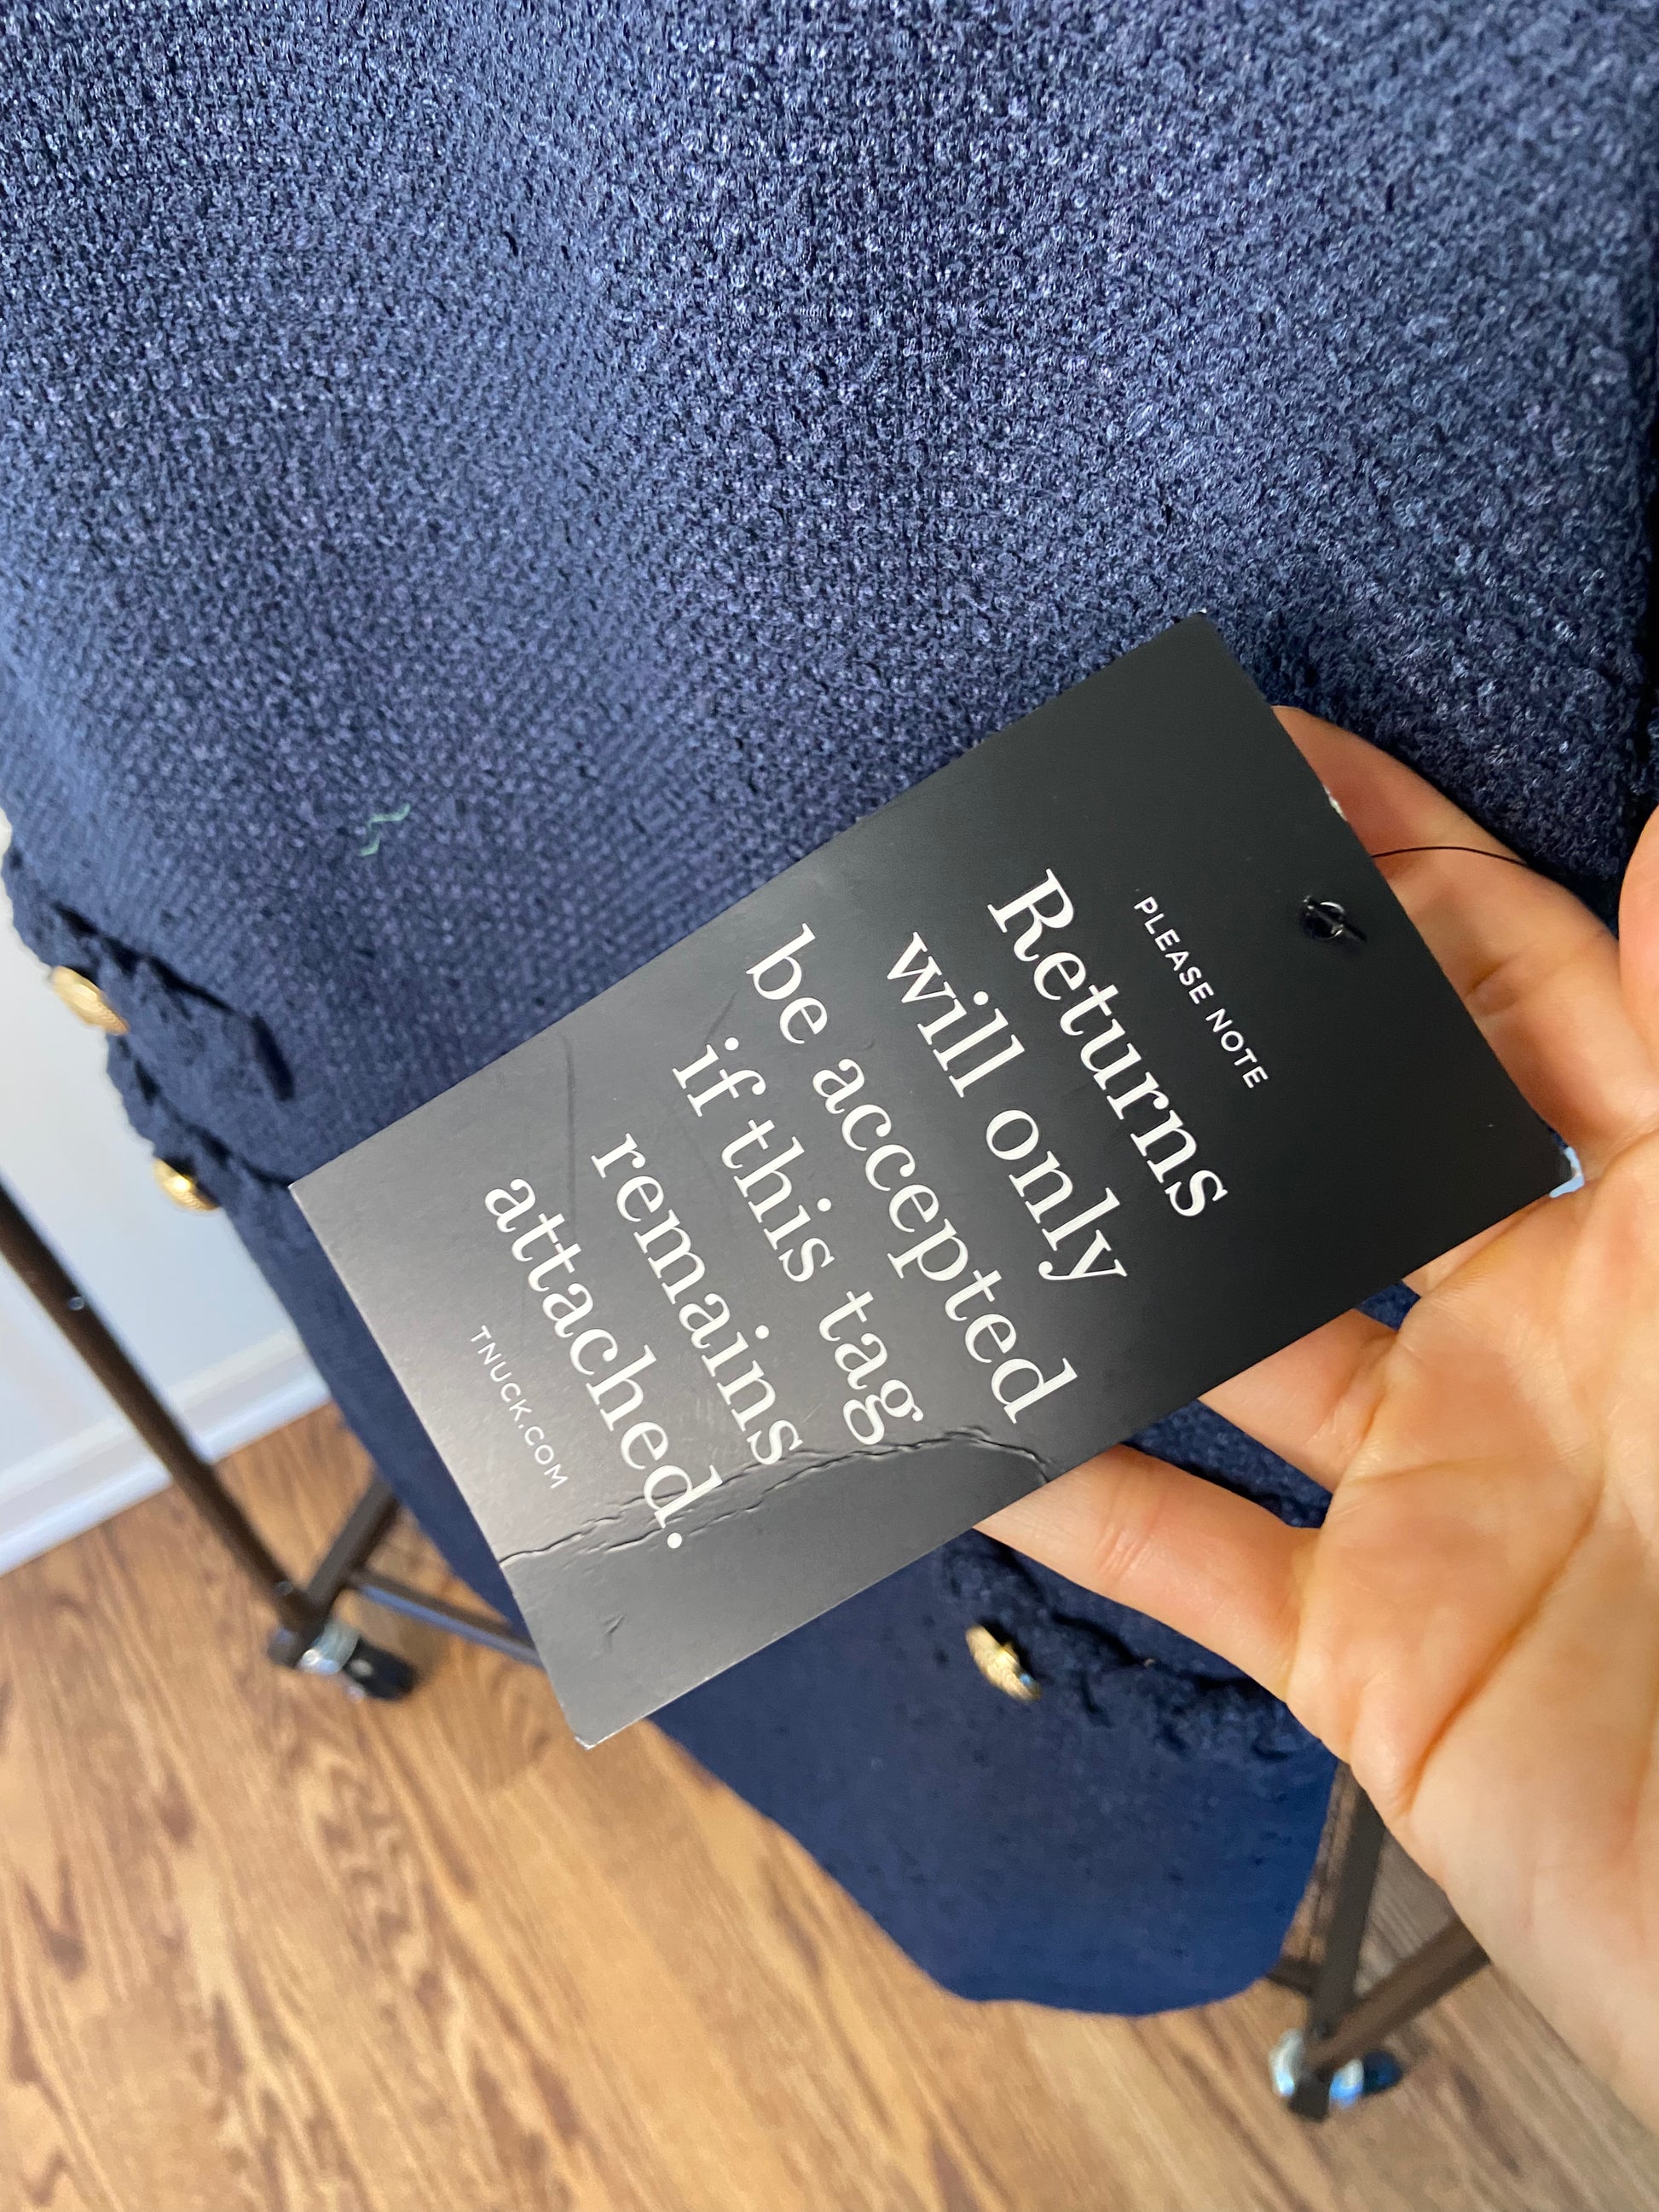 PLEASE NOTE
Returns
will only
be accepted
if this tag
remains
attached.
TNUCK.COM